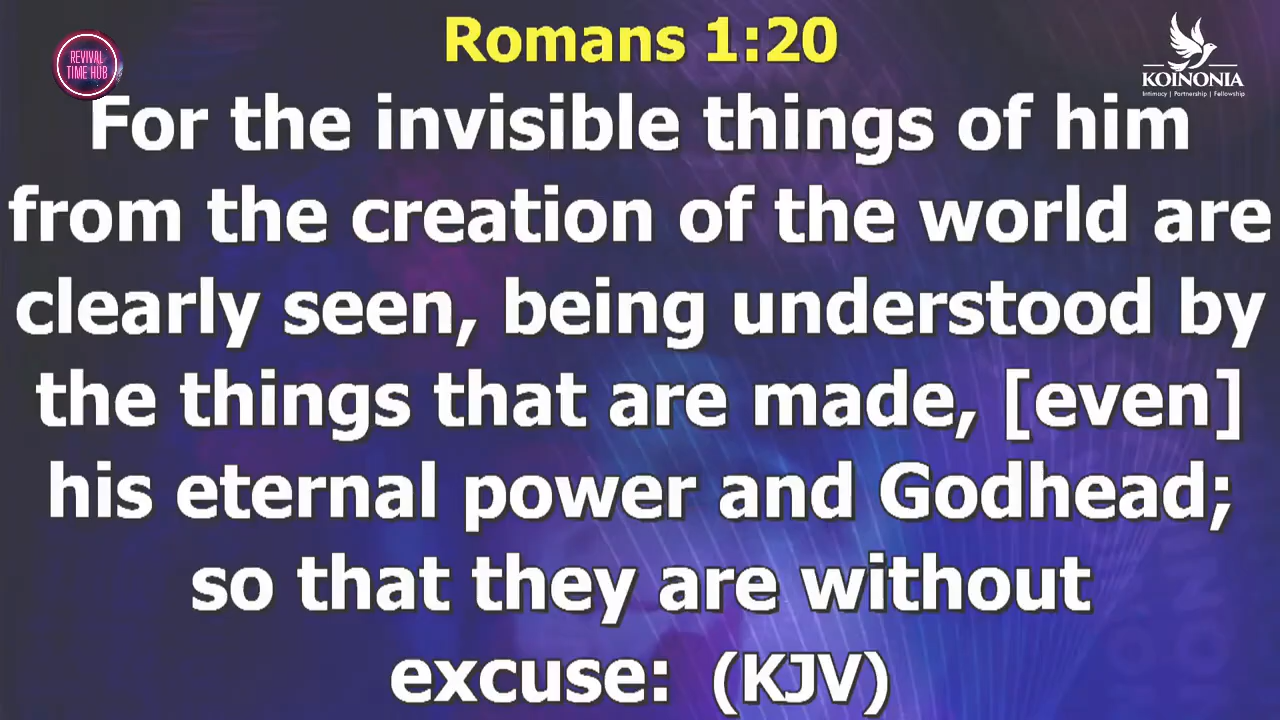 Romans 1:20
REVIVAL
TIME HUB
KOINONIA
Intimacy | Partnership | Fellowship
For the invisible things of him
from the creation of the world are
clearly seen, being understood by
the things that are made, [even]
his eternal power and Godhead;
so that they are without
excuse: (KJV)